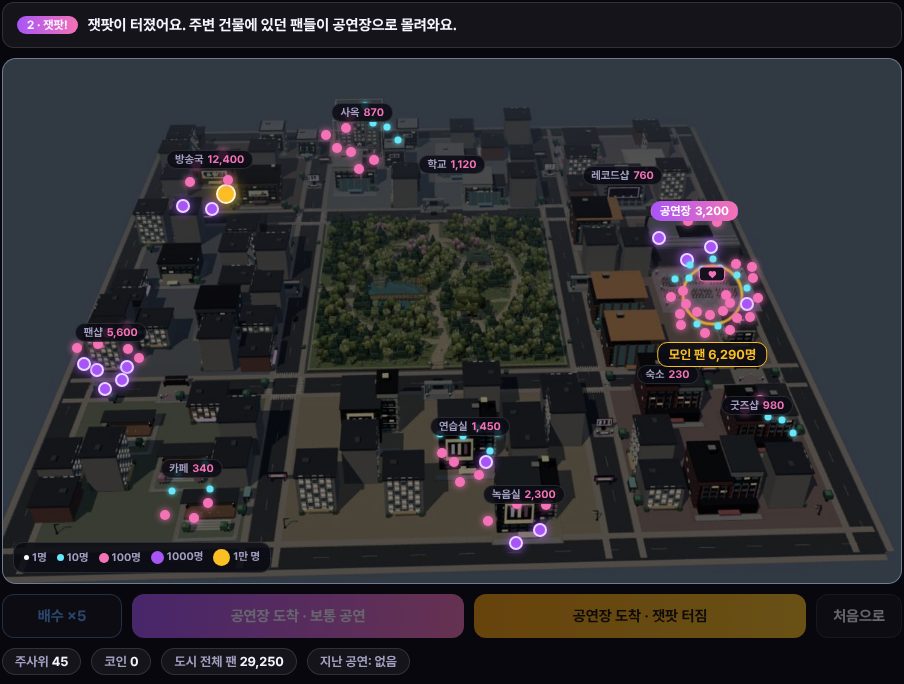 2 · 잿팟! 잿팟이 터졌어요. 주변 건물에 있던 팬들이 공연장으로 몰려와요.
사옥 870
방송국 12,400
학교 1,120
레코드샵 760
공연장 3,200
팬샵 5,600
모인 팬 6,290명
숙소 230
굿즈샵 980
연습실 1,450
카페 340
녹음실 2,300
1명 10명 100명 1000명 1만 명
배수 ×5 공연장 도착 · 보통 공연 공연장 도착 · 잿팟 터짐 처음으로
주사위 45 코인 0 도시 전체 팬 29,250 지난 공연: 없음